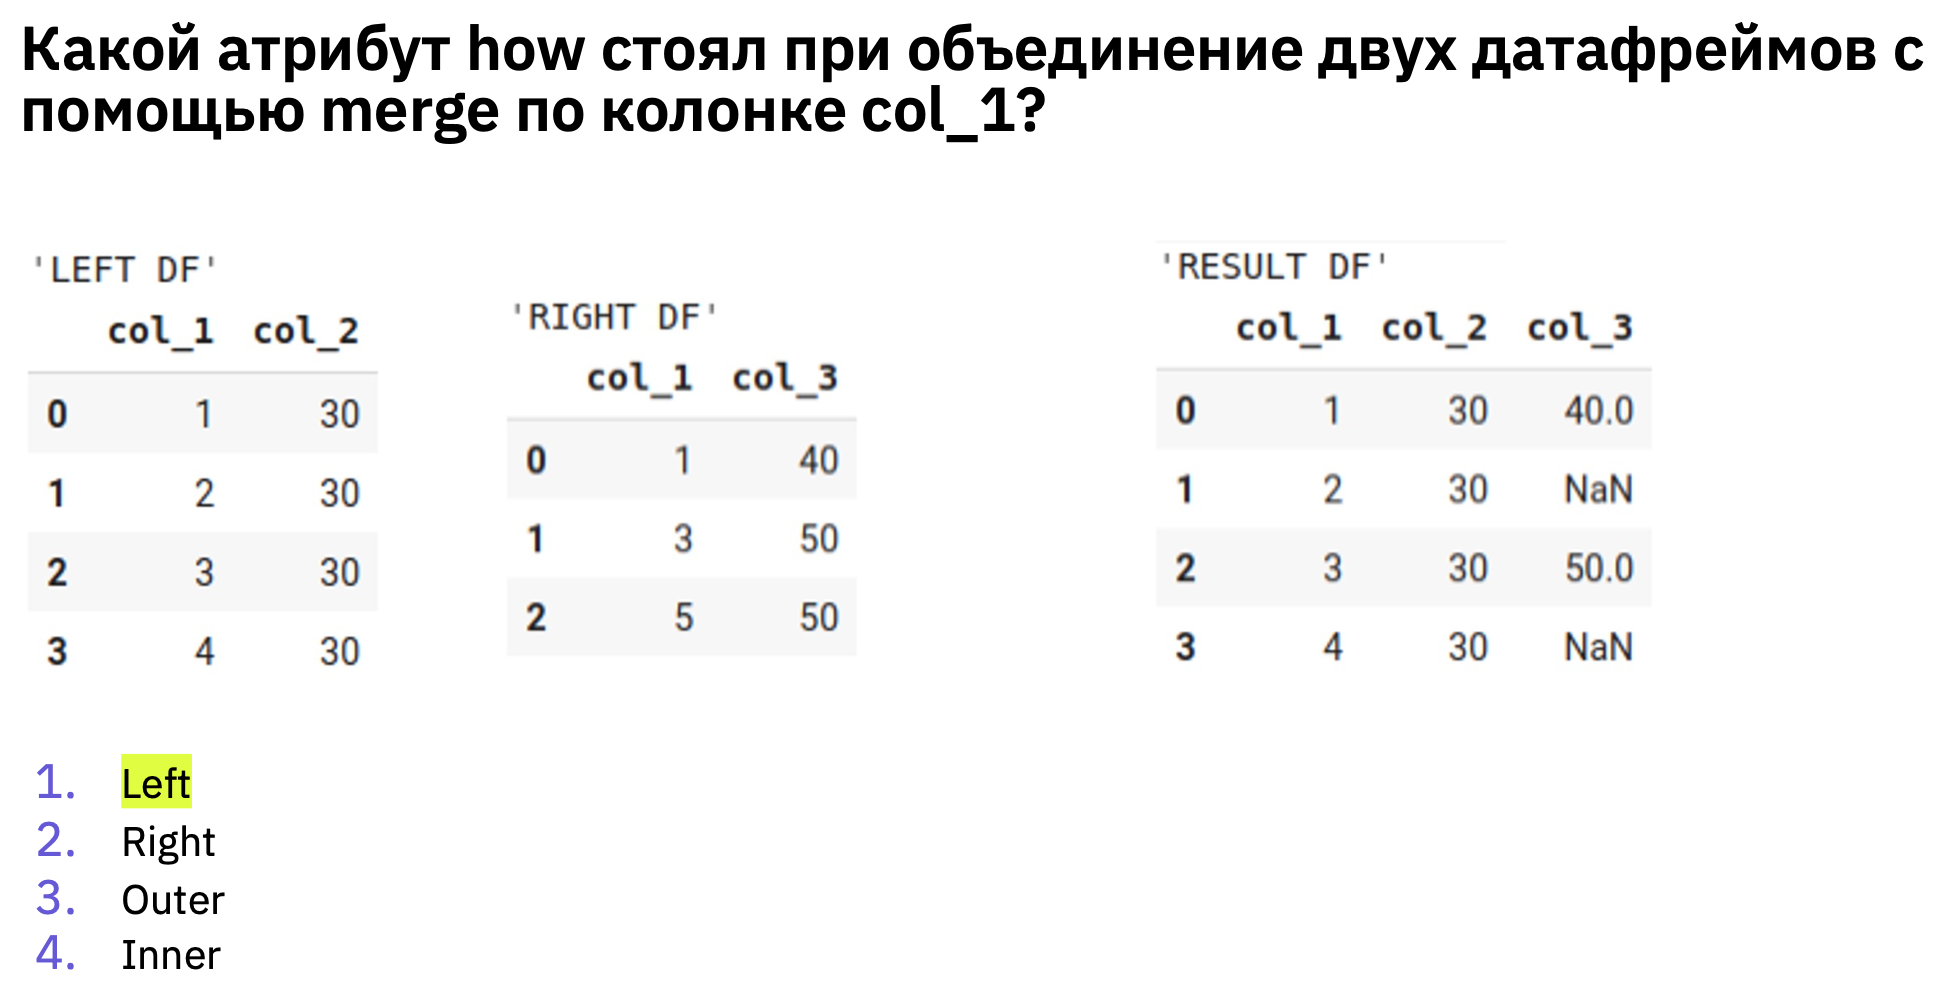 Какой атрибут how стоял при объединение двух датафреймов с
помощью merge по колонке col_1?
'LEFT DF'
col_1 col_2
0 1 30
1 2 30
2 3 30
3 4 30
'RIGHT DF'
col_1 col_3
0 1 40
1 3 50
2 5 50
'RESULT DF'
col_1 col_2 col_3
0 1 30 40.0
1 2 30 NaN
2 3 30 50.0
3 4 30 NaN
1. Left
2. Right
3. Outer
4. Inner